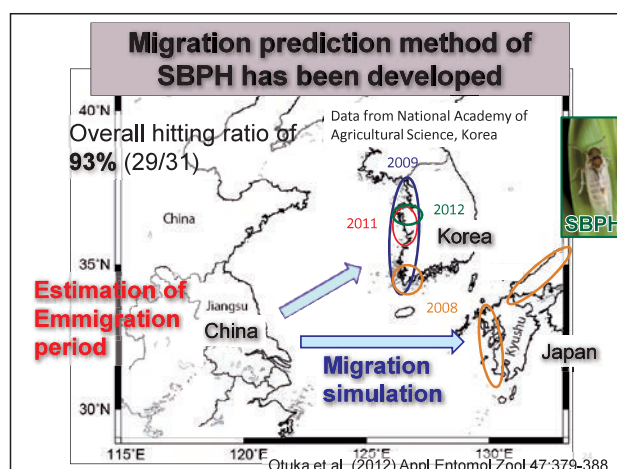 Migration prediction method of
SBPH has been developed
40°N
Overall hitting ratio of
93% (29/31)
Data from National Academy of
Agricultural Science, Korea
2009
SBPH
China
2011
2012
Korea
35°N
Estimation of
Emmigration
period
Jiangsu
China
2008
Kyushu
Japan
Migration
simulation
30°N
115°E
120°E
125°E
130°E
Otuka et al. (2012) Appl Entomol Zool 47:379-388